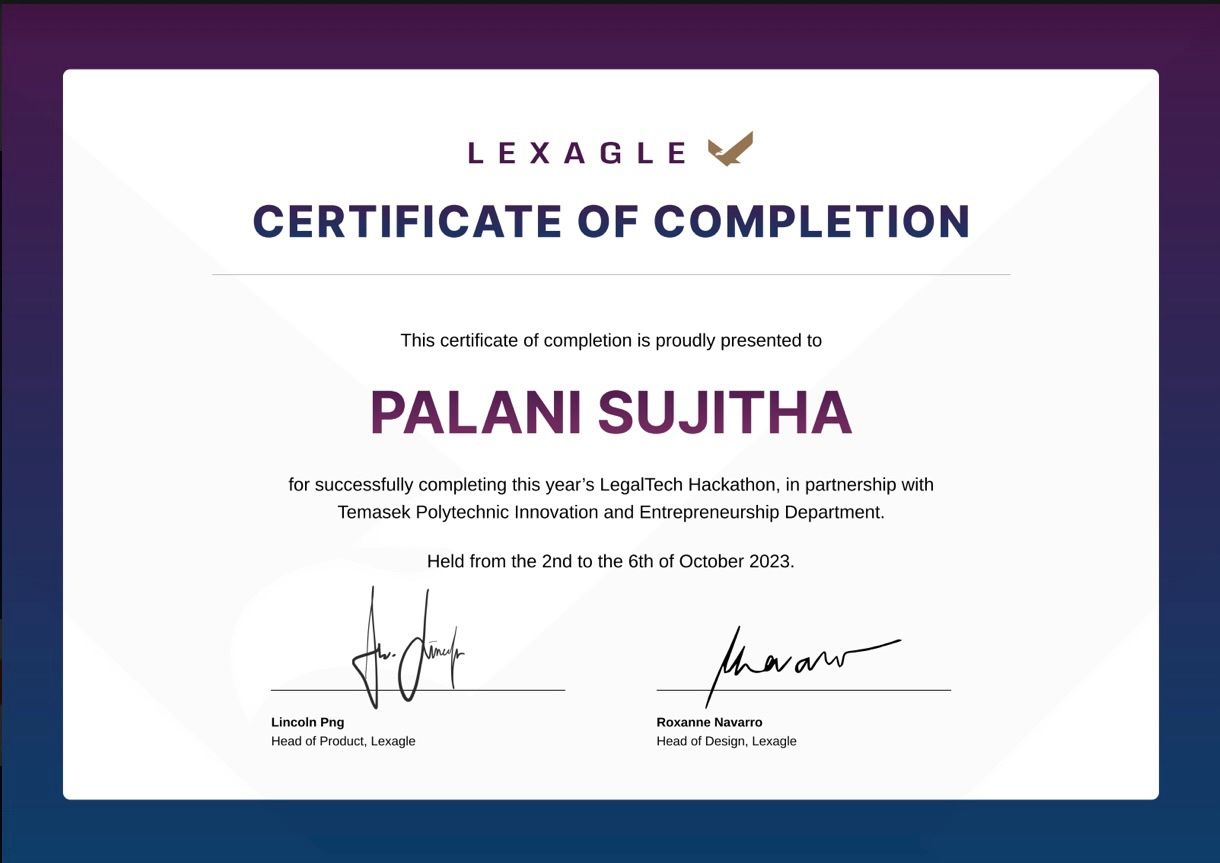 LEXAGLE
CERTIFICATE OF COMPLETION
This certificate of completion is proudly presented to
PALANI SUJITHA
for successfully completing this year’s LegalTech Hackathon, in partnership with
Temasek Polytechnic Innovation and Entrepreneurship Department.
Held from the 2nd to the 6th of October 2023.
Lincoln Png
Head of Product, Lexagle
Roxanne Navarro
Head of Design, Lexagle